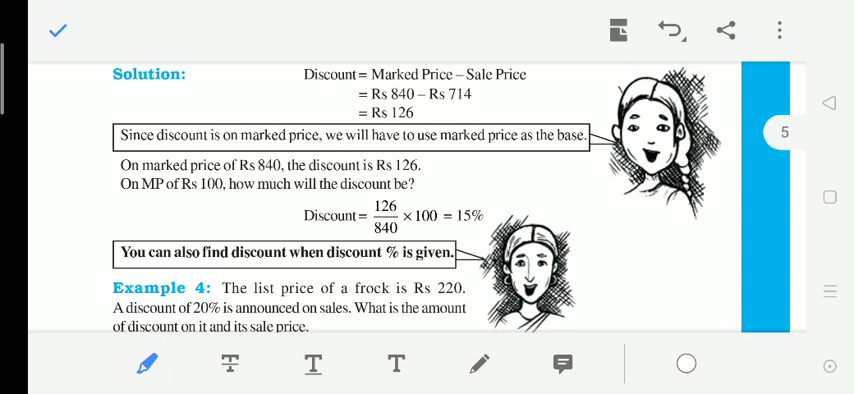 Solution: Discount = Marked Price – Sale Price
= Rs 840 – Rs 714
= Rs 126
Since discount is on marked price, we will have to use marked price as the base.
5
On marked price of Rs 840, the discount is Rs 126.
On MP of Rs 100, how much will the discount be?
Discount = 126/840 × 100 = 15%
You can also find discount when discount % is given.
Example 4: The list price of a frock is Rs 220.
A discount of 20% is announced on sales. What is the amount
of discount on it and its sale price.
T T T